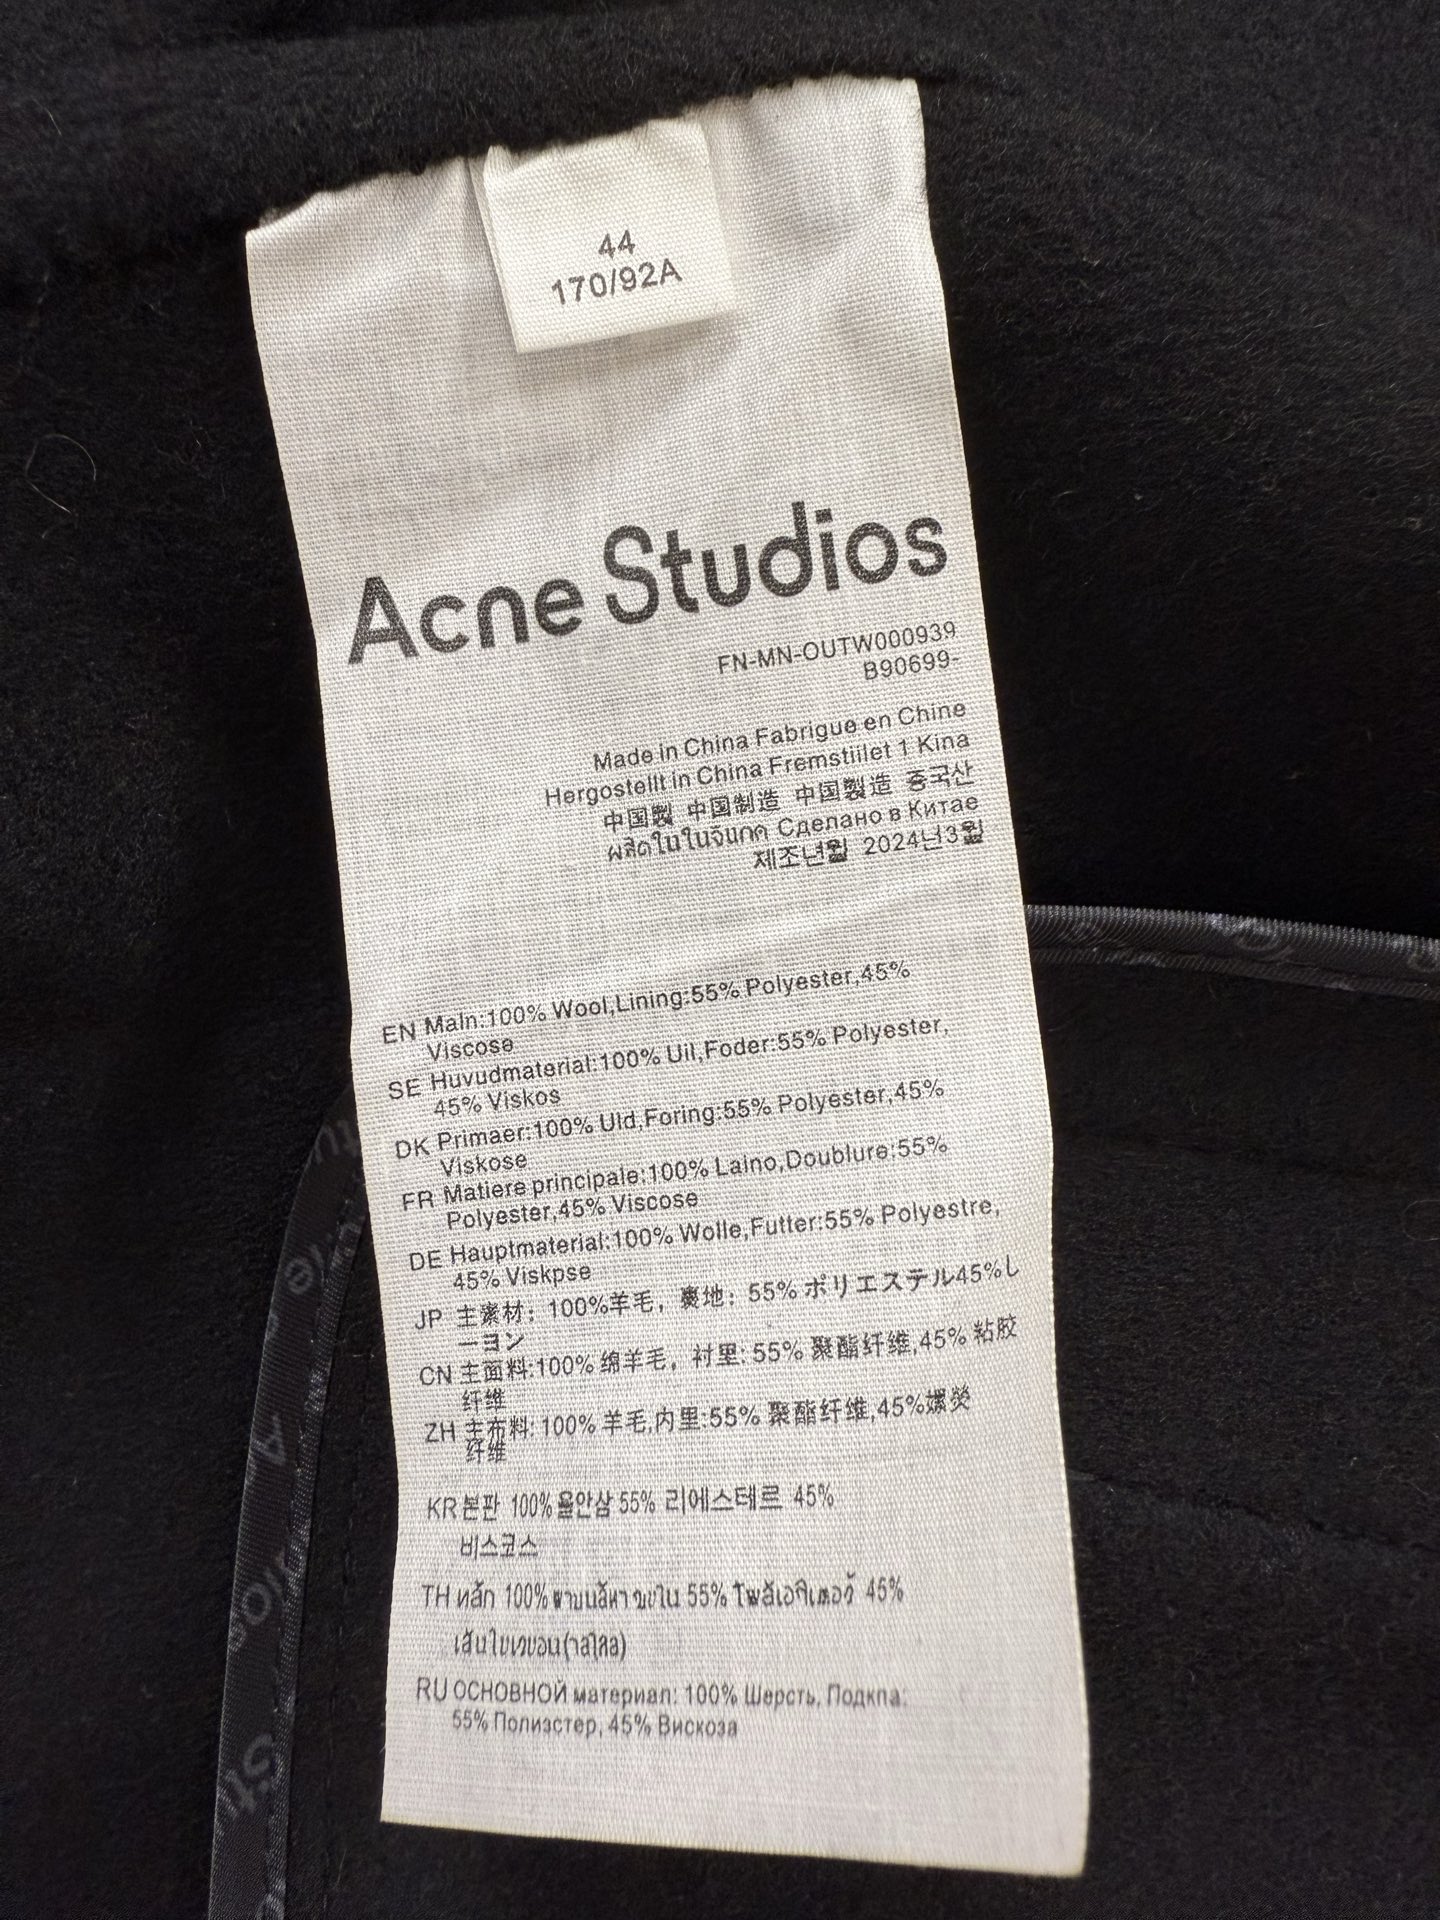 44
170/92A
Acne Studios
FN-MN-OUTW000939
B90699-
Made in China Fabrigue en Chine
Hergostellt in China Fremstiilet 1 Kina
中国製 中国制造 中国製造 중국산
ผลิตในในจีนกด Сделано в Китае
제조년월 2024년3월
EN Main:100% Wool,Lining:55% Polyester,45%
Viscose
SE Huvudmaterial:100% Uil,Foder:55% Polyester,
45% Viskos
DK Primaer:100% Uld,Foring:55% Polyester,45%
Viskose
FR Matiere principale:100% Laino,Doublure:55%
Polyester,45% Viscose
DE Hauptmaterial:100% Wolle,Futter:55% Polyestre,
45% Viskpse
JP 主素材：100%羊毛，裏地：55% ポリエステル45%レ
ーヨン
CN 主面料:100% 绵羊毛，衬里: 55% 聚酯纤维,45% 粘胶
纤维
ZH 主布料: 100% 羊毛,内里:55% 聚酯纤维,45%嫘荧
纤维
KR 본판 100% 울안삼 55% 리에스테르 45%
비스코스
TH หลัก 100% 55% 45%
RU ОСНОВНОЙ материал: 100% Шерсть, Подкпа:
55% Полиэстер, 45% Вискоза